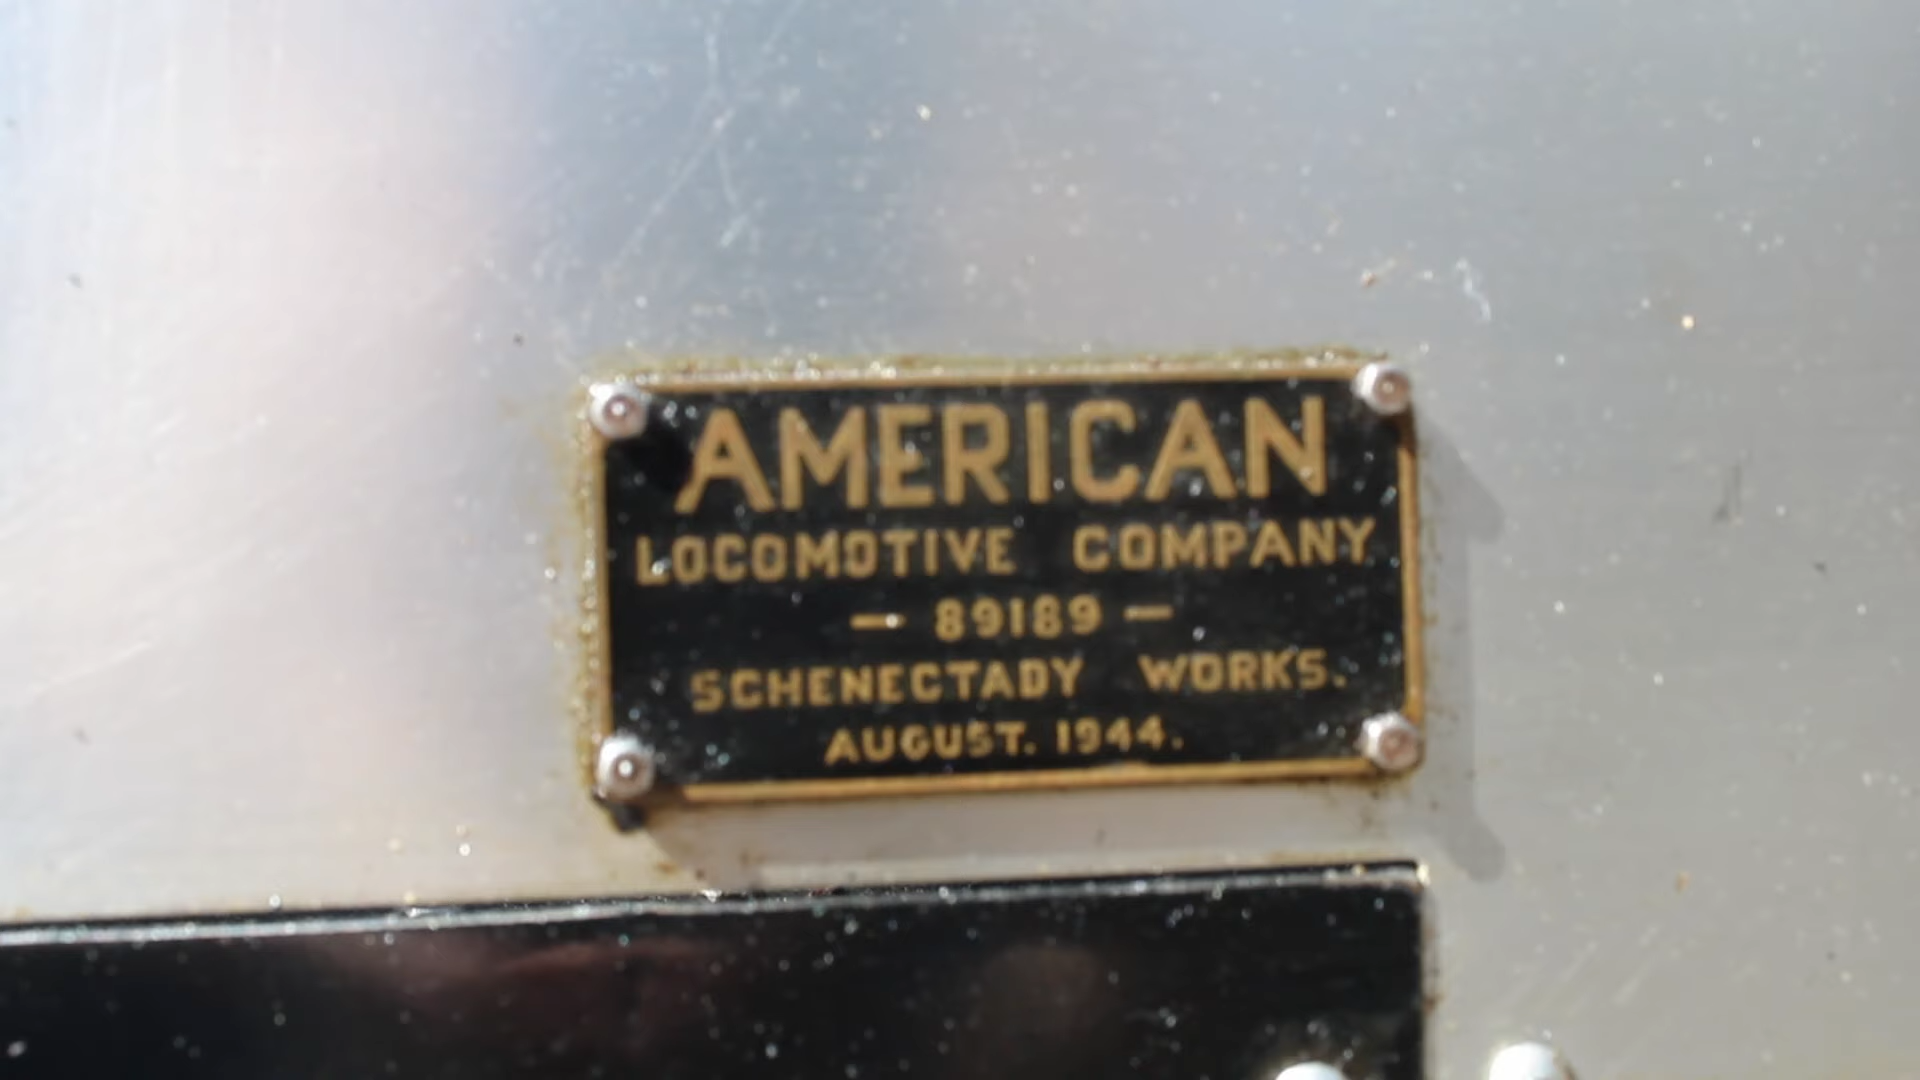 AMERICAN
LOCOMOTIVE COMPANY
— 89189 —
SCHENECTADY WORKS.
AUGUST. 1944.